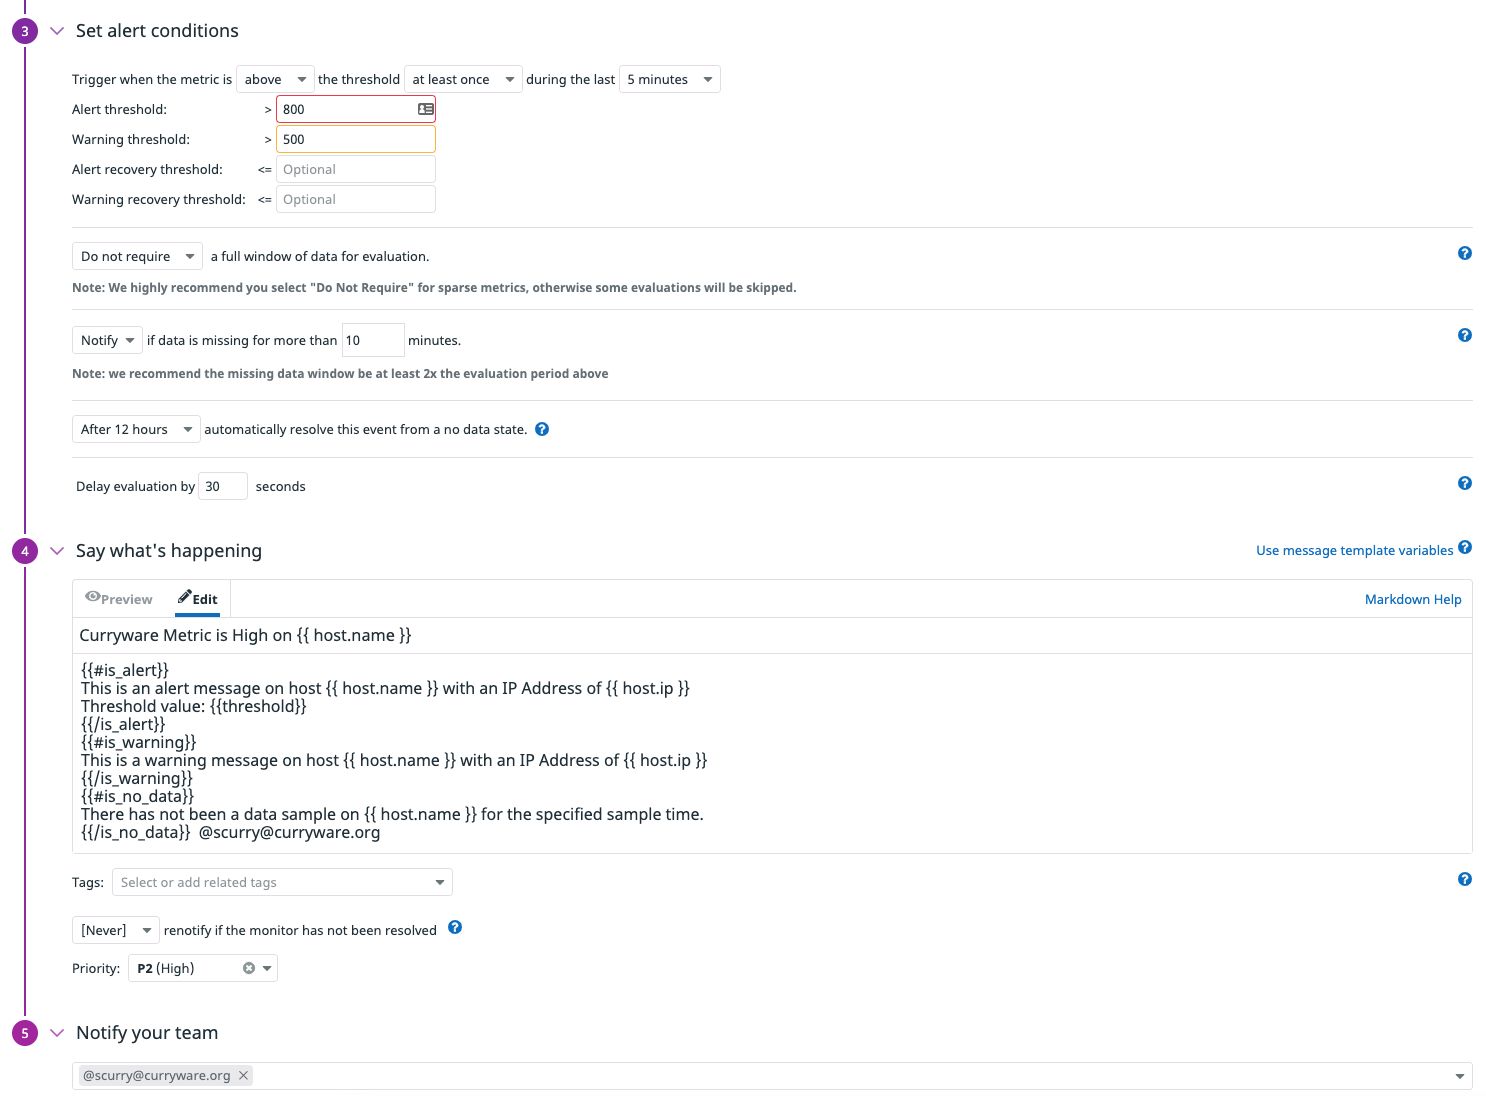 3 Set alert conditions
Trigger when the metric is above the threshold at least once during the last 5 minutes
Alert threshold: > 800
Warning threshold: > 500
Alert recovery threshold: <= Optional
Warning recovery threshold: <= Optional
Do not require a full window of data for evaluation. ?
Note: We highly recommend you select "Do Not Require" for sparse metrics, otherwise some evaluations will be skipped.
Notify if data is missing for more than 10 minutes. ?
Note: we recommend the missing data window be at least 2x the evaluation period above
After 12 hours automatically resolve this event from a no data state. ?
Delay evaluation by 30 seconds ?
4 Say what's happening Use message template variables ?
Preview Edit Markdown Help
Curryware Metric is High on {{ host.name }}
{{#is_alert}}
This is an alert message on host {{ host.name }} with an IP Address of {{ host.ip }}
Threshold value: {{threshold}}
{{/is_alert}}
{{#is_warning}}
This is a warning message on host {{ host.name }} with an IP Address of {{ host.ip }}
{{/is_warning}}
{{#is_no_data}}
There has not been a data sample on {{ host.name }} for the specified sample time.
{{/is_no_data}} @scurry@curryware.org
Tags: Select or add related tags ?
[Never] renotify if the monitor has not been resolved ?
Priority: P2 (High)
5 Notify your team
@scurry@curryware.org